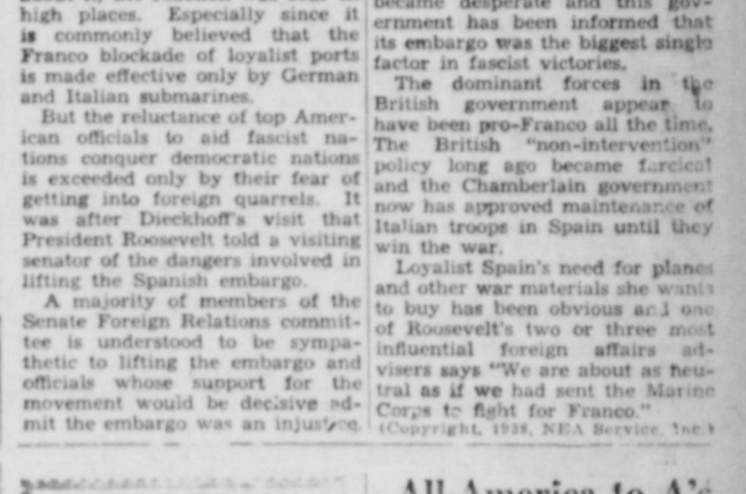 high places. Especially since it
is commonly believed that the
Franco blockade of loyalist ports
is made effective only by German
and Italian submarines.
But the reluctance of top Amer-
ican officials to aid fascist na-
tions conquer democratic nations
is exceeded only by their fear of
getting into foreign quarrels. It
was after Dieckhoff's visit that
President Roosevelt told a visiting
senator of the dangers involved in
lifting the Spanish embargo.
A majority of members of the
Senate Foreign Relations commit-
tee is understood to be sympa-
thetic to lifting the embargo and
officials whose support for the
movement would be decisive ad-
mit the embargo was an injustice.
became desperate and this gov-
ernment has been informed that
its embargo was the biggest single
factor in fascist victories.
The dominant forces in the
British government appear to
have been pro-Franco all the time.
The British "non-intervention"
policy long ago became farcical
and the Chamberlain government
now has approved maintenance of
Italian troops in Spain until they
win the war.
Loyalist Spain's need for planes
and other war materials she wants
to buy has been obvious and one
of Roosevelt's two or three most
influential foreign affairs ad-
visers says "We are about as neu-
tral as if we had sent the Marine
Corps to fight for Franco."
(Copyright, 1938, NEA Service, Inc.)
All America to A's